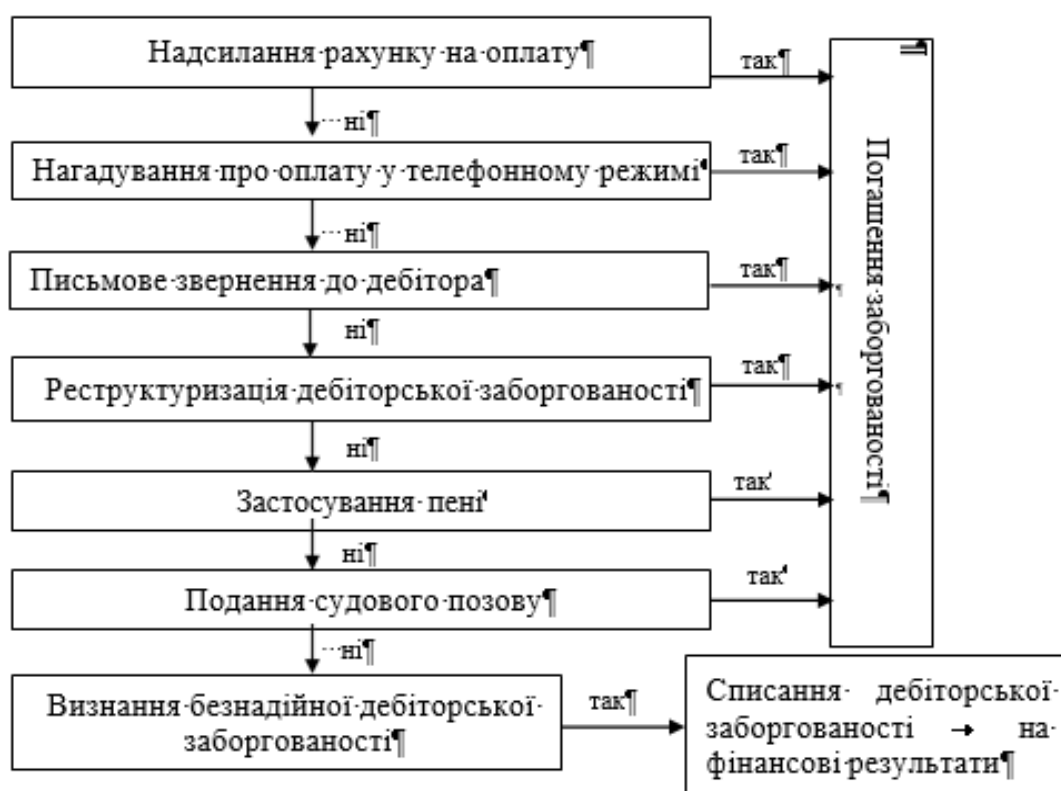 Надсилання·рахунку·на·оплату¶
так¶
¶
···ні¶
Нагадування·про·оплату·у·телефонному·режимі¶
так¶
···ні¶
Письмове·звернення·до·дебітора¶
так¶
¶
ні¶
Реструктуризація·дебіторської·заборгованості¶
так¶
¶
ні¶
Застосування·пені¶
так¶
ні¶
Подання·судового·позову¶
так¶
Погашення·заборгованості¶
···ні¶
Визнання·безнадійної·дебіторської·
заборгованості¶
так¶
Списання· дебіторської·
заборгованості → на·
фінансові·результати¶